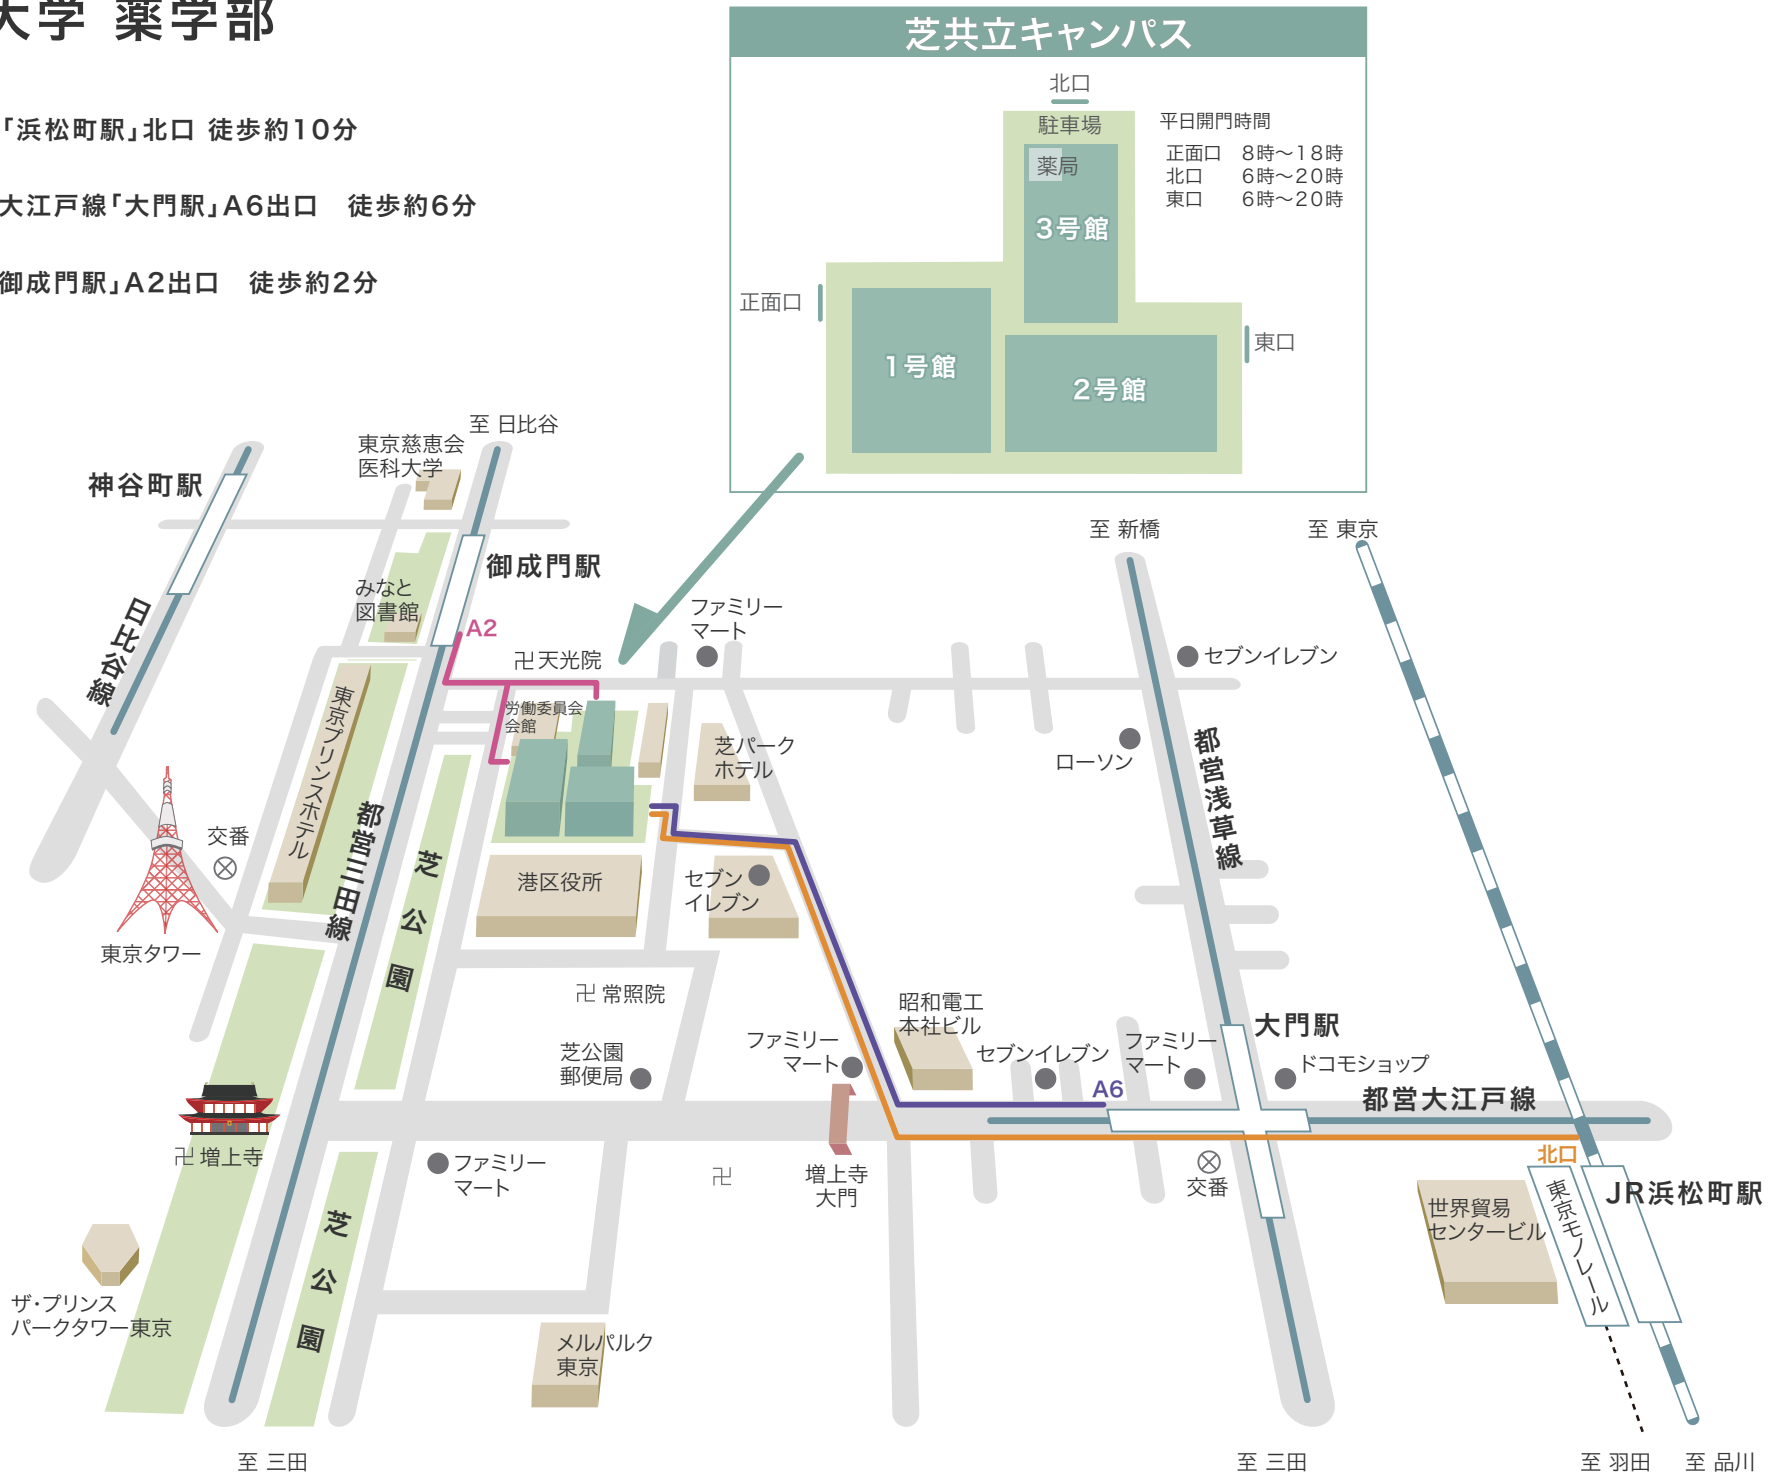 大学 薬学部
「浜松町駅」北口 徒歩約10分
大江戸線「大門駅」A6出口　徒歩約6分
御成門駅」A2出口　徒歩約2分
芝共立キャンパス
北口
駐車場
薬局
3号館
平日開門時間
正面口　8時〜18時
北口　　6時〜20時
東口　　6時〜20時
正面口
1号館
2号館
東口
至 日比谷
東京慈恵会
医科大学
神谷町駅
御成門駅
至 新橋
至 東京
みなと
図書館
日比谷線
A2
卍天光院
ファミリー
マート
セブンイレブン
東京プリンスホテル
労働委員会
会館
芝パーク
ホテル
ローソン
都営浅草線
交番
都営三田線
芝公園
港区役所
セブン
イレブン
東京タワー
卍 常照院
昭和電工
本社ビル
大門駅
芝公園
郵便局
ファミリー
マート
セブンイレブン
ファミリー
マート
ドコモショップ
A6
都営大江戸線
卍 増上寺
ファミリー
マート
卍
増上寺
大門
交番
北口
JR浜松町駅
東京モノレール
世界貿易
センタービル
芝公園
ザ・プリンス
パークタワー東京
メルパルク
東京
至 三田
至 三田
至 羽田
至 品川